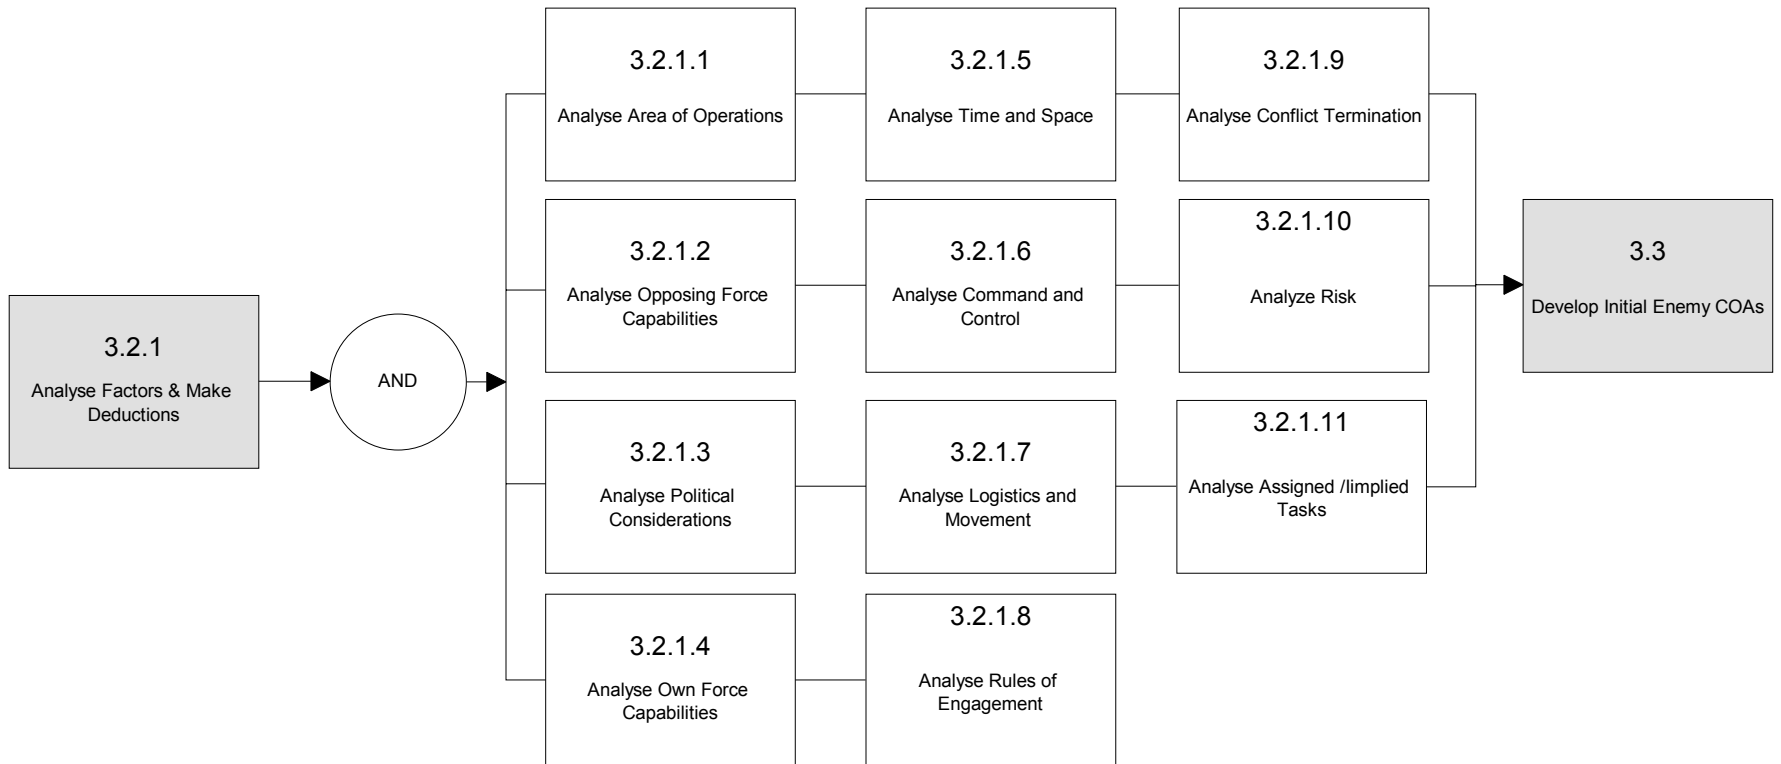 3.2.1
Analyse Factors & Make
Deductions
AND
3.2.1.1
Analyse Area of Operations
3.2.1.5
Analyse Time and Space
3.2.1.9
Analyse Conflict Termination
3.2.1.2
Analyse Opposing Force
Capabilities
3.2.1.6
Analyse Command and
Control
3.2.1.10
Analyze Risk
3.2.1.3
Analyse Political
Considerations
3.2.1.7
Analyse Logistics and
Movement
3.2.1.11
Analyse Assigned /Iimplied
Tasks
3.2.1.4
Analyse Own Force
Capabilities
3.2.1.8
Analyse Rules of
Engagement
3.3
Develop Initial Enemy COAs